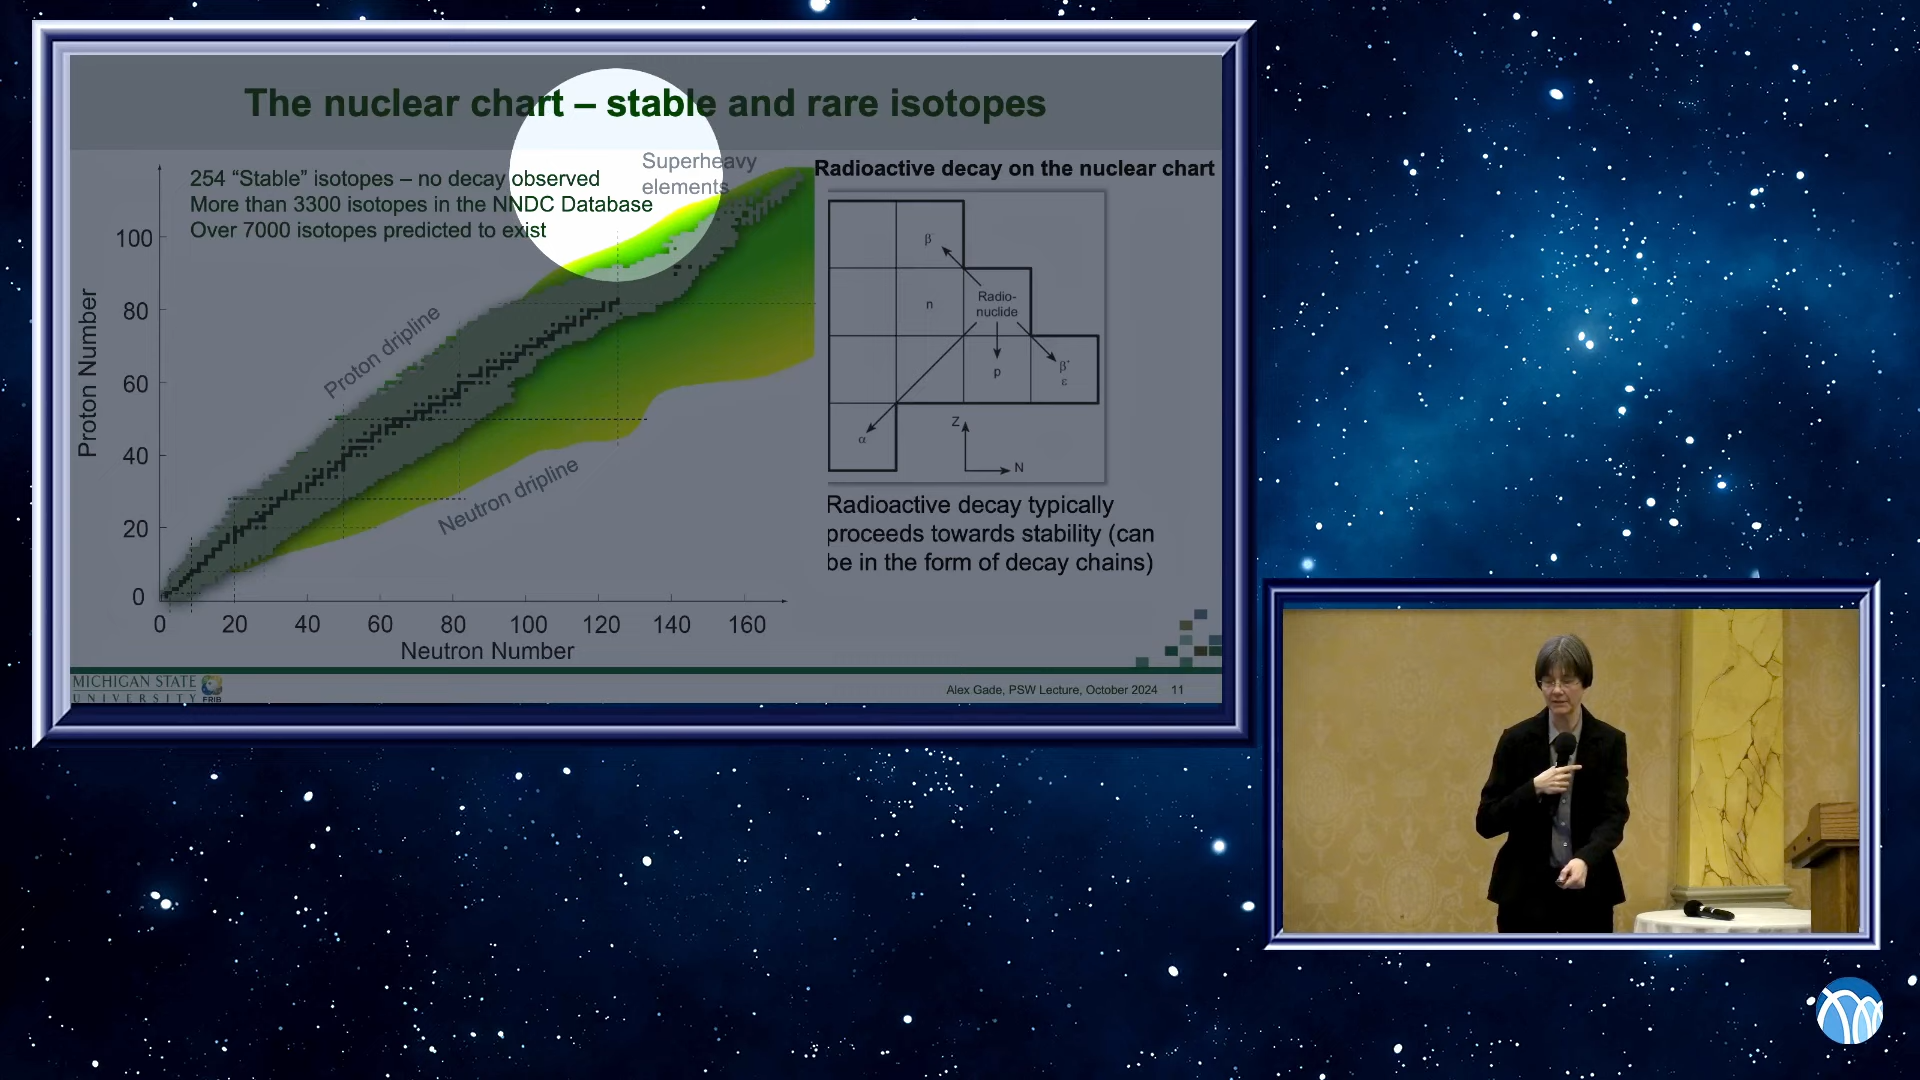 The nuclear chart – stable and rare isotopes
254 “Stable” isotopes – no decay observed
More than 3300 isotopes in the NNDC Database
Over 7000 isotopes predicted to exist
Superheavy
elements
Proton Number
100
80
60
40
20
0
Proton dripline
Neutron dripline
0 20 40 60 80 100 120 140 160
Neutron Number
Radioactive decay on the nuclear chart
β⁻
n
Radio-
nuclide
p
β⁺
ε
α
Z
N
Radioactive decay typically
proceeds towards stability (can
be in the form of decay chains)
MICHIGAN STATE
UNIVERSITY
FRIB
Alex Gade, PSW Lecture, October 2024 11